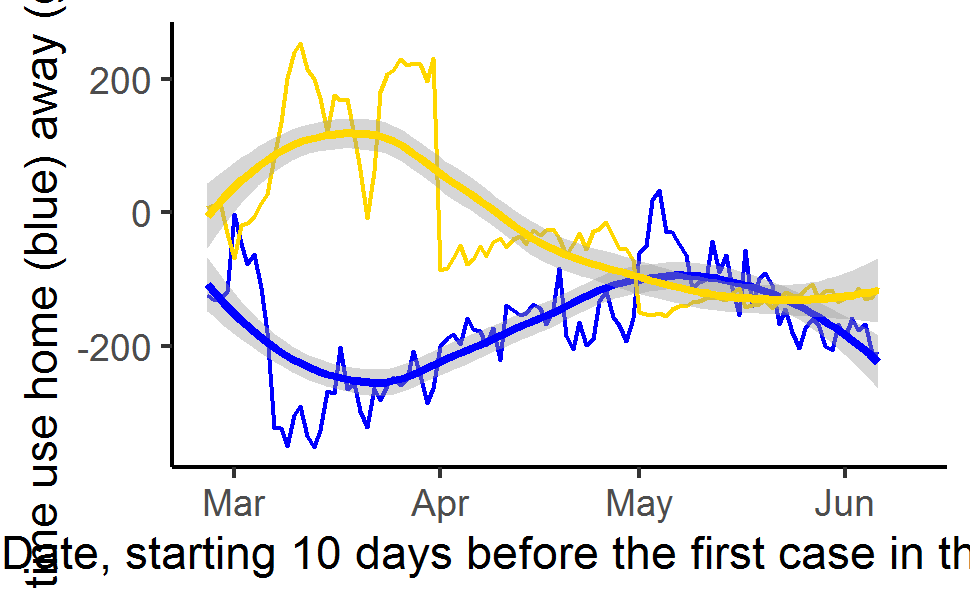 time use home (blue) away (
200
0
-200
Mar Apr May Jun
Date, starting 10 days before the first case in th